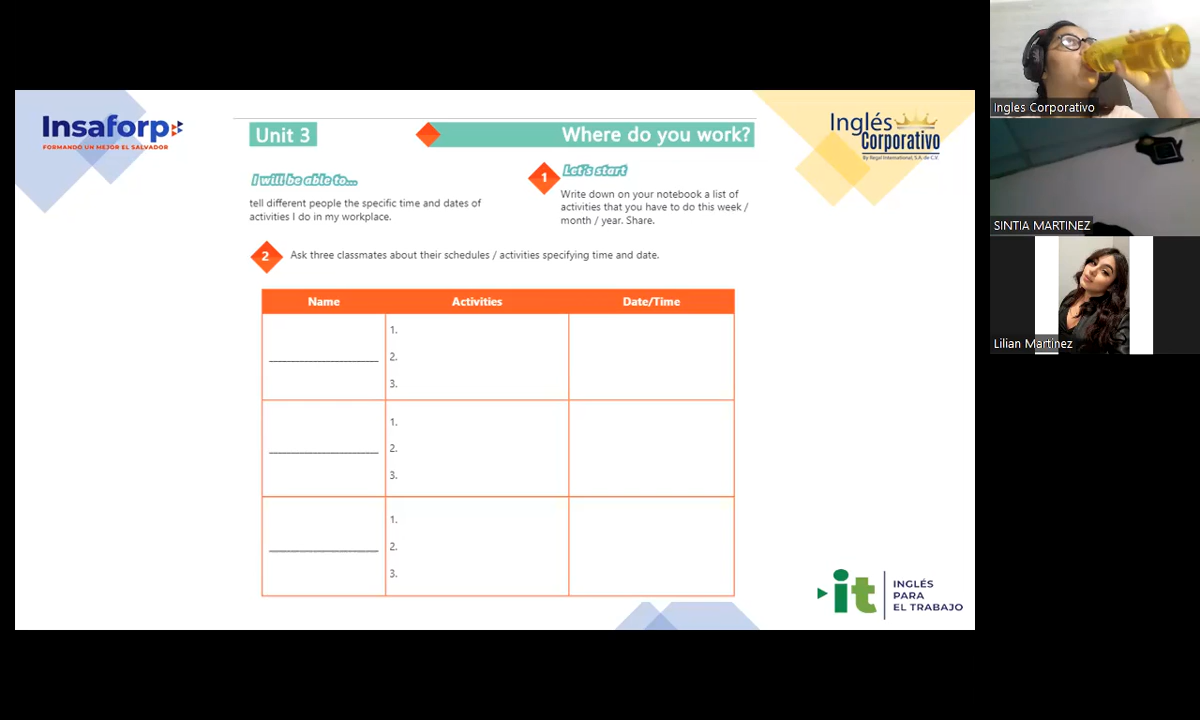 Insaforp
FORMANDO UN MEJOR EL SALVADOR
Unit 3
Where do you work?
Inglés
Corporativo
By Regal International, S.A. de C.V.
I will be able to...
tell different people the specific time and dates of
activities I do in my workplace.
1
Let's start
Write down on your notebook a list of
activities that you have to do this week /
month / year. Share.
2
Ask three classmates about their schedules / activities specifying time and date.
Name
Activities
Date/Time
1.
2.
3.
1.
2.
3.
1.
2.
3.
it
INGLÉS
PARA
EL TRABAJO
Ingles Corporativo
SINTIA MARTINEZ
Lilian Martinez